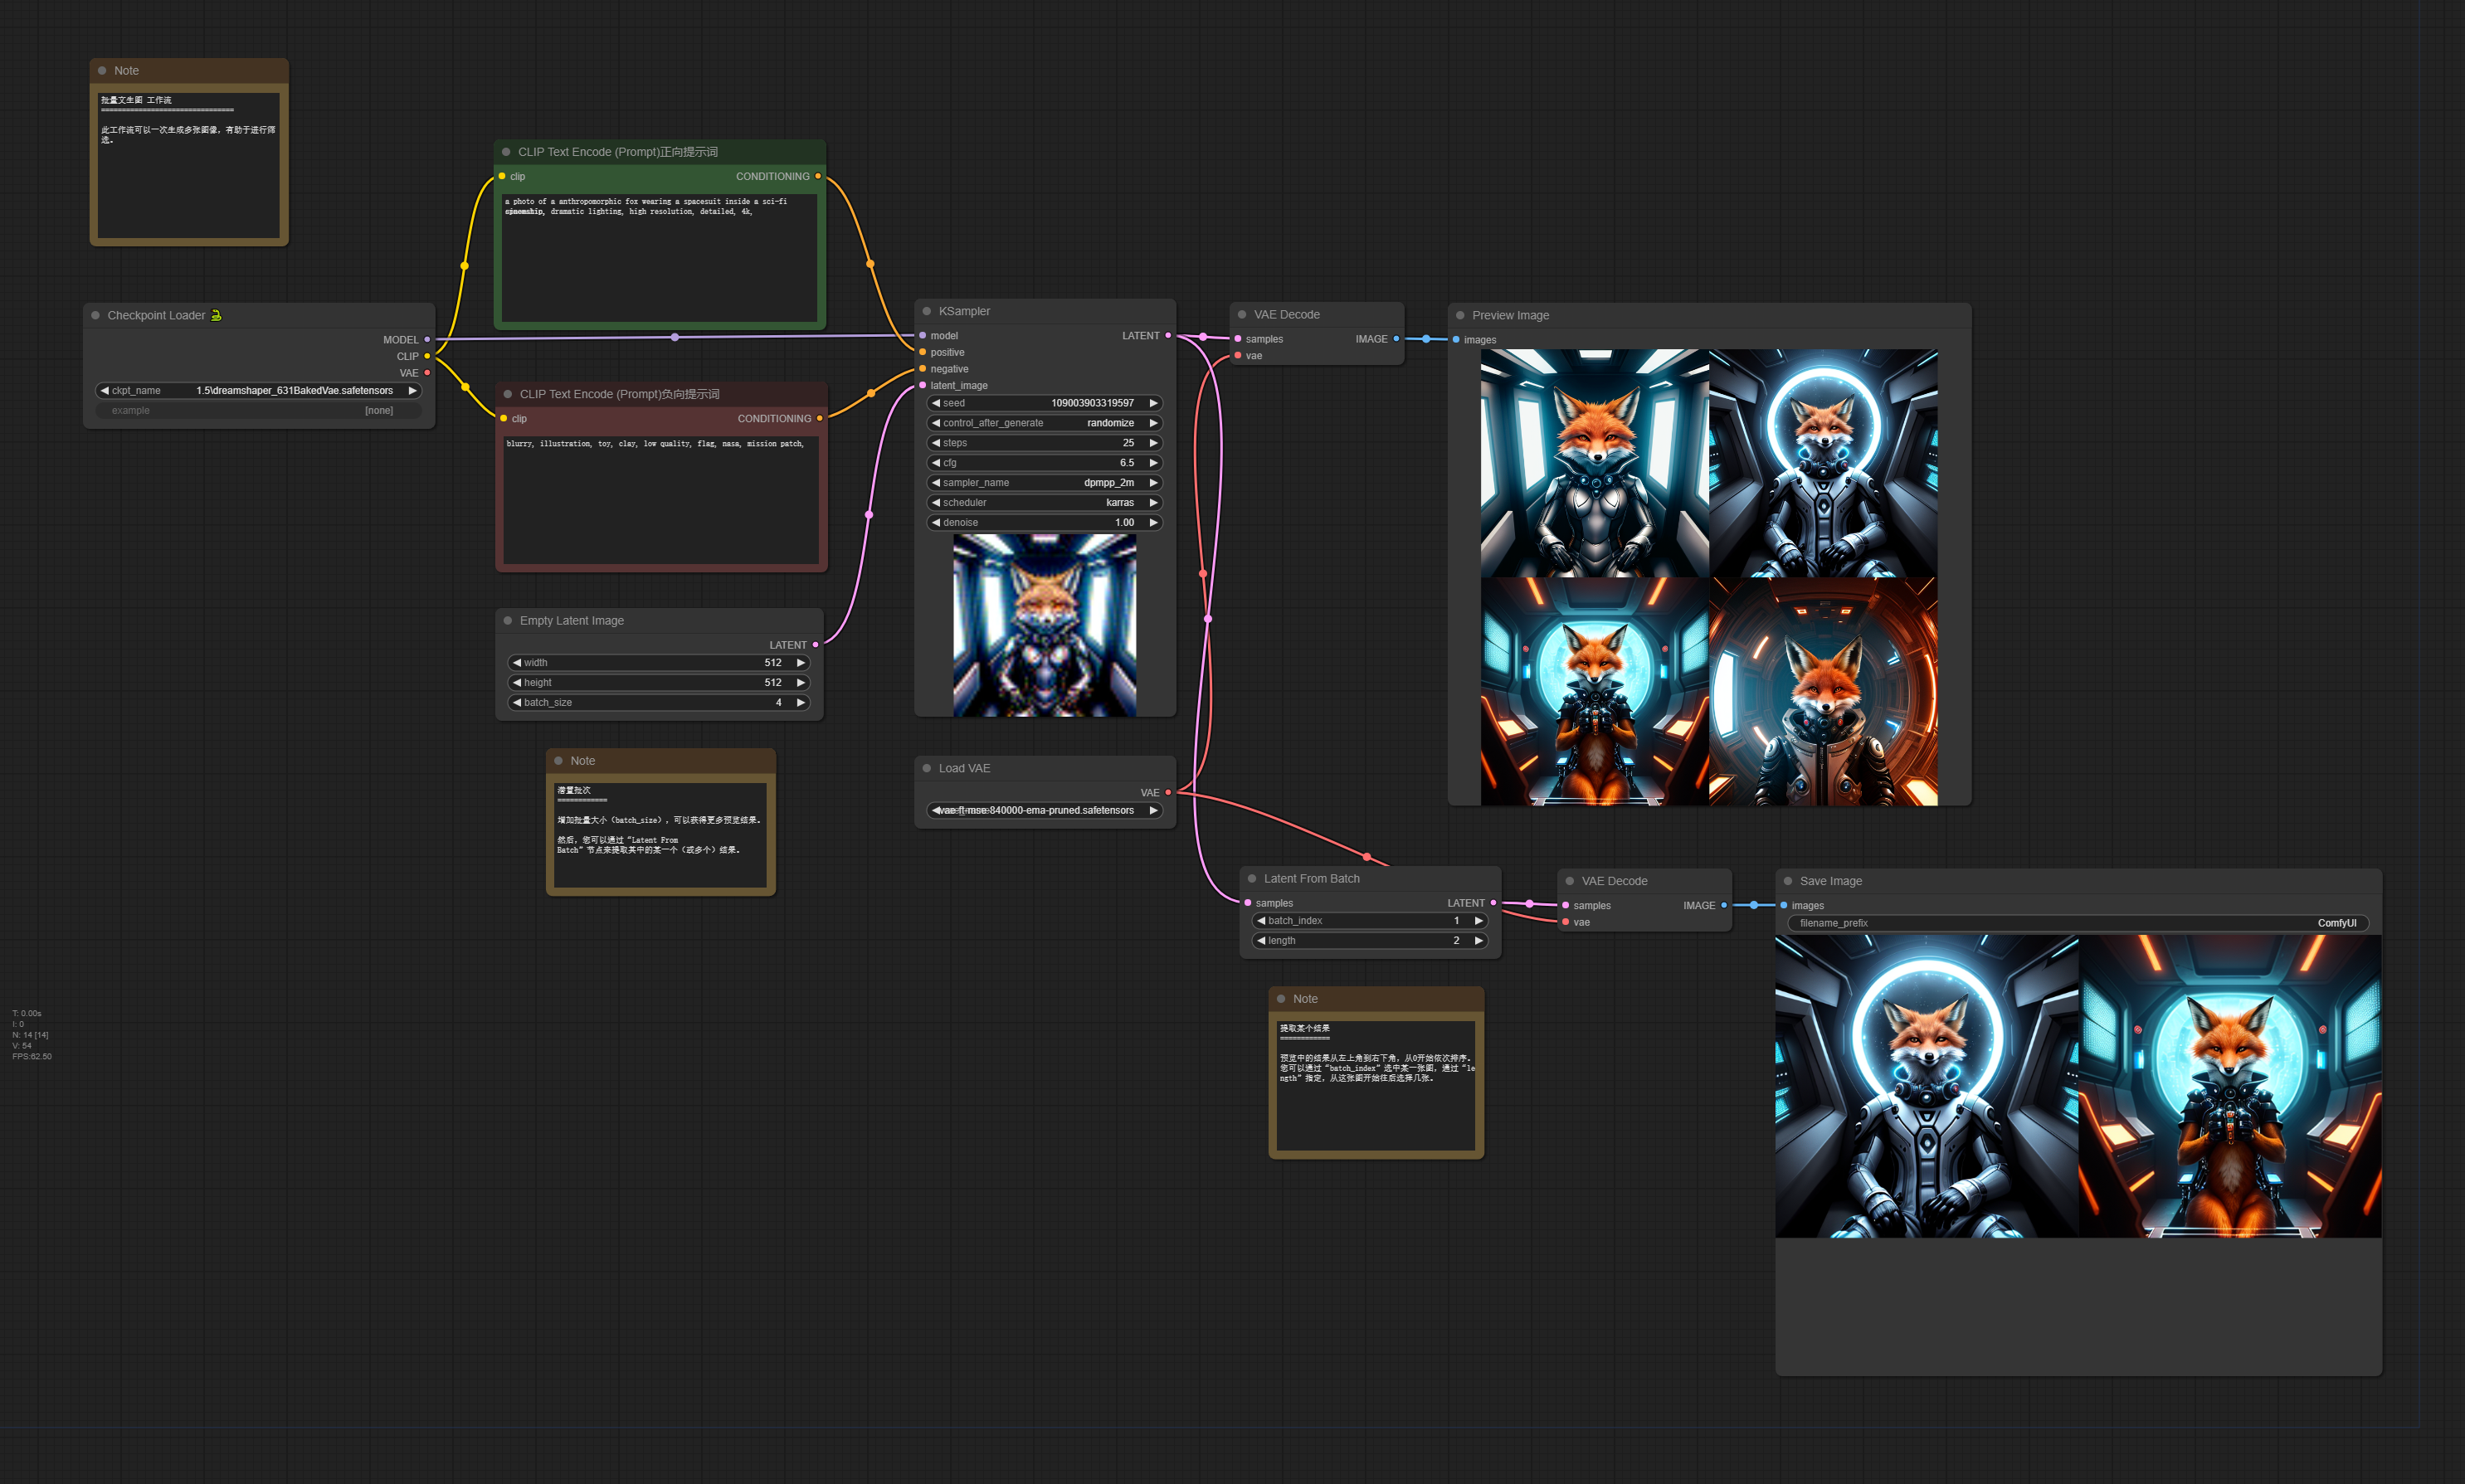 Note
批量文生图 工作流
================================
此工作流可以一次生成多张图像，有助于进行筛
选。
CLIP Text Encode (Prompt)正向提示词
clip
CONDITIONING
a photo of a anthropomorphic fox wearing a spacesuit inside a sci-fi
spaceship, dramatic lighting, high resolution, detailed, 4k,
Checkpoint Loader
MODEL
CLIP
VAE
ckpt_name 1.5\dreamshaper_631BakedVae.safetensors
example [none]
CLIP Text Encode (Prompt)负向提示词
clip
CONDITIONING
blurry, illustration, toy, clay, low quality, flag, nasa, mission patch,
Empty Latent Image
LATENT
width 512
height 512
batch_size 4
Note
潜置批次
============
增加批量大小（batch_size），可以获得更多预览结果。
然后，您可以通过“Latent From
Batch”节点来提取其中的某一个（或多个）结果。
KSampler
model
LATENT
positive
negative
latent_image
seed 109003903319597
control_after_generate randomize
steps 25
cfg 6.5
sampler_name dpmpp_2m
scheduler karras
denoise 1.00
Load VAE
VAE
vae-ft-mse-840000-ema-pruned.safetensors
VAE Decode
samples
IMAGE
vae
Preview Image
images
Latent From Batch
samples
LATENT
batch_index 1
length 2
Note
提取某个结果
============
预览中的结果从左上角到右下角，从0开始依次排序。
您可以通过“batch_index”选中某一张图，通过“le
ngth”指定，从这张图开始往后选择几张。
VAE Decode
samples
IMAGE
vae
Save Image
images
filename_prefix ComfyUI
T: 0.00s
I: 0
N: 14 [14]
V: 54
FPS:62.50